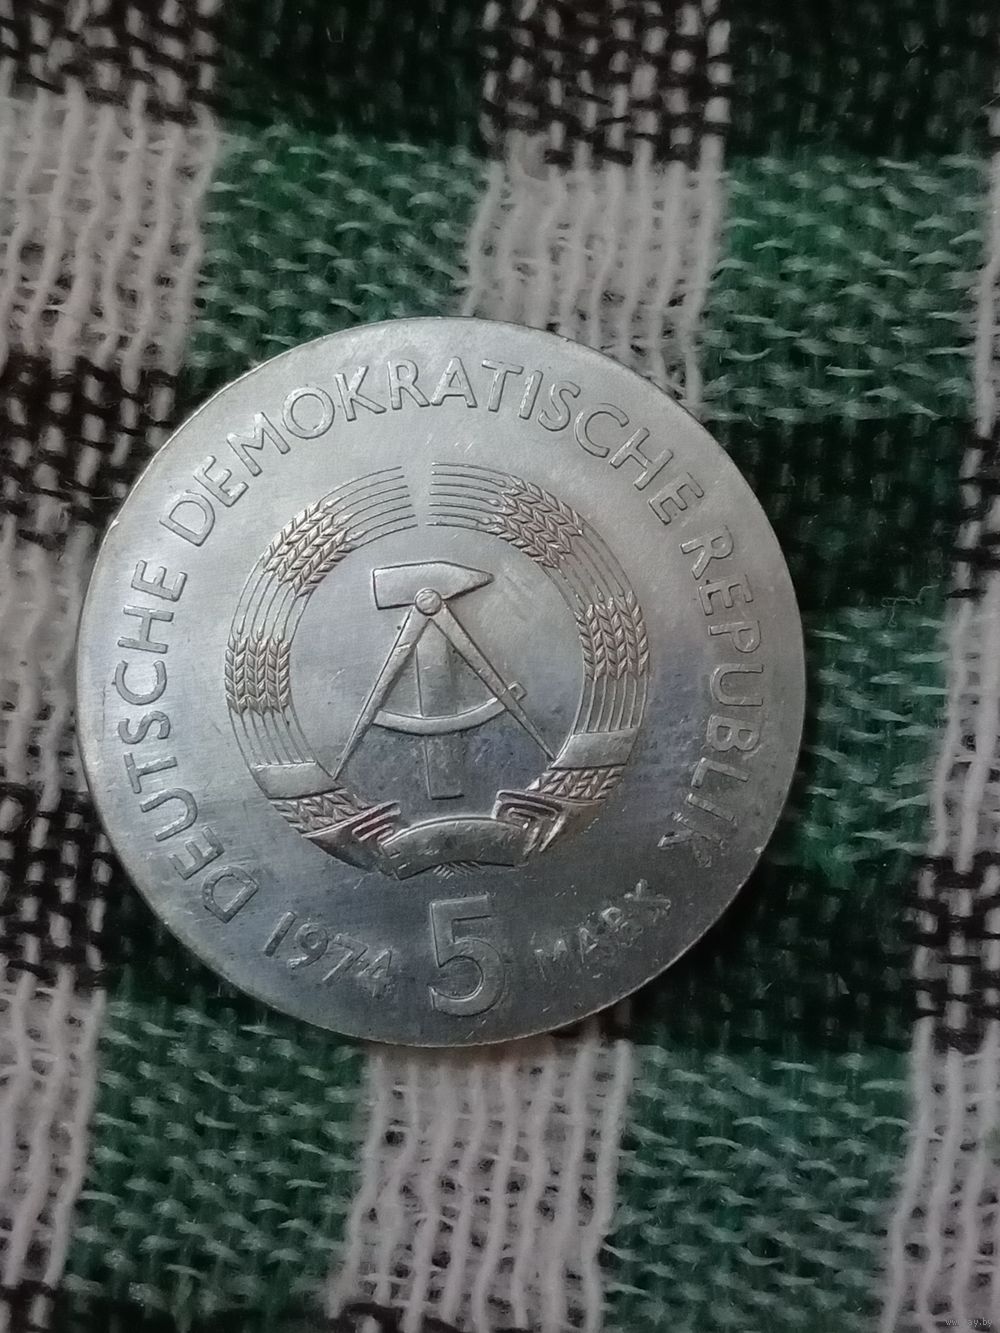 DEUTSCHE DEMOKRATISCHE REPUBLIK
1974 5 MARK